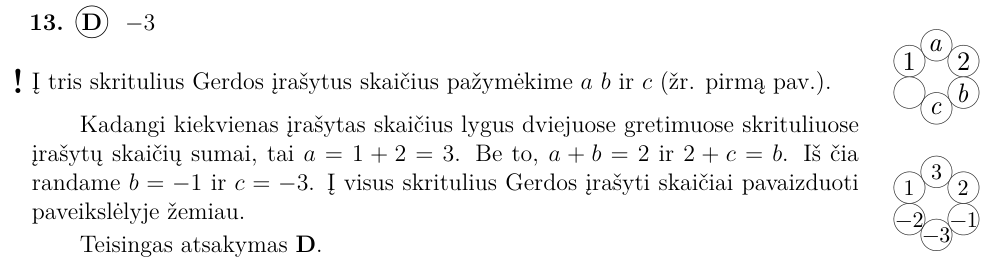 13. D −3
! Į tris skritulius Gerdos įrašytus skaičius pažymėkime a b ir c (žr. pirmą pav.).
Kadangi kiekvienas įrašytas skaičius lygus dviejuose gretimuose skrituliuose
įrašytų skaičių sumai, tai a = 1 + 2 = 3. Be to, a + b = 2 ir 2 + c = b. Iš čia
randame b = −1 ir c = −3. Į visus skritulius Gerdos įrašyti skaičiai pavaizduoti
paveikslėlyje žemiau.
Teisingas atsakymas D.
a
1 2
b
c
3
1 2
−2 −1
−3